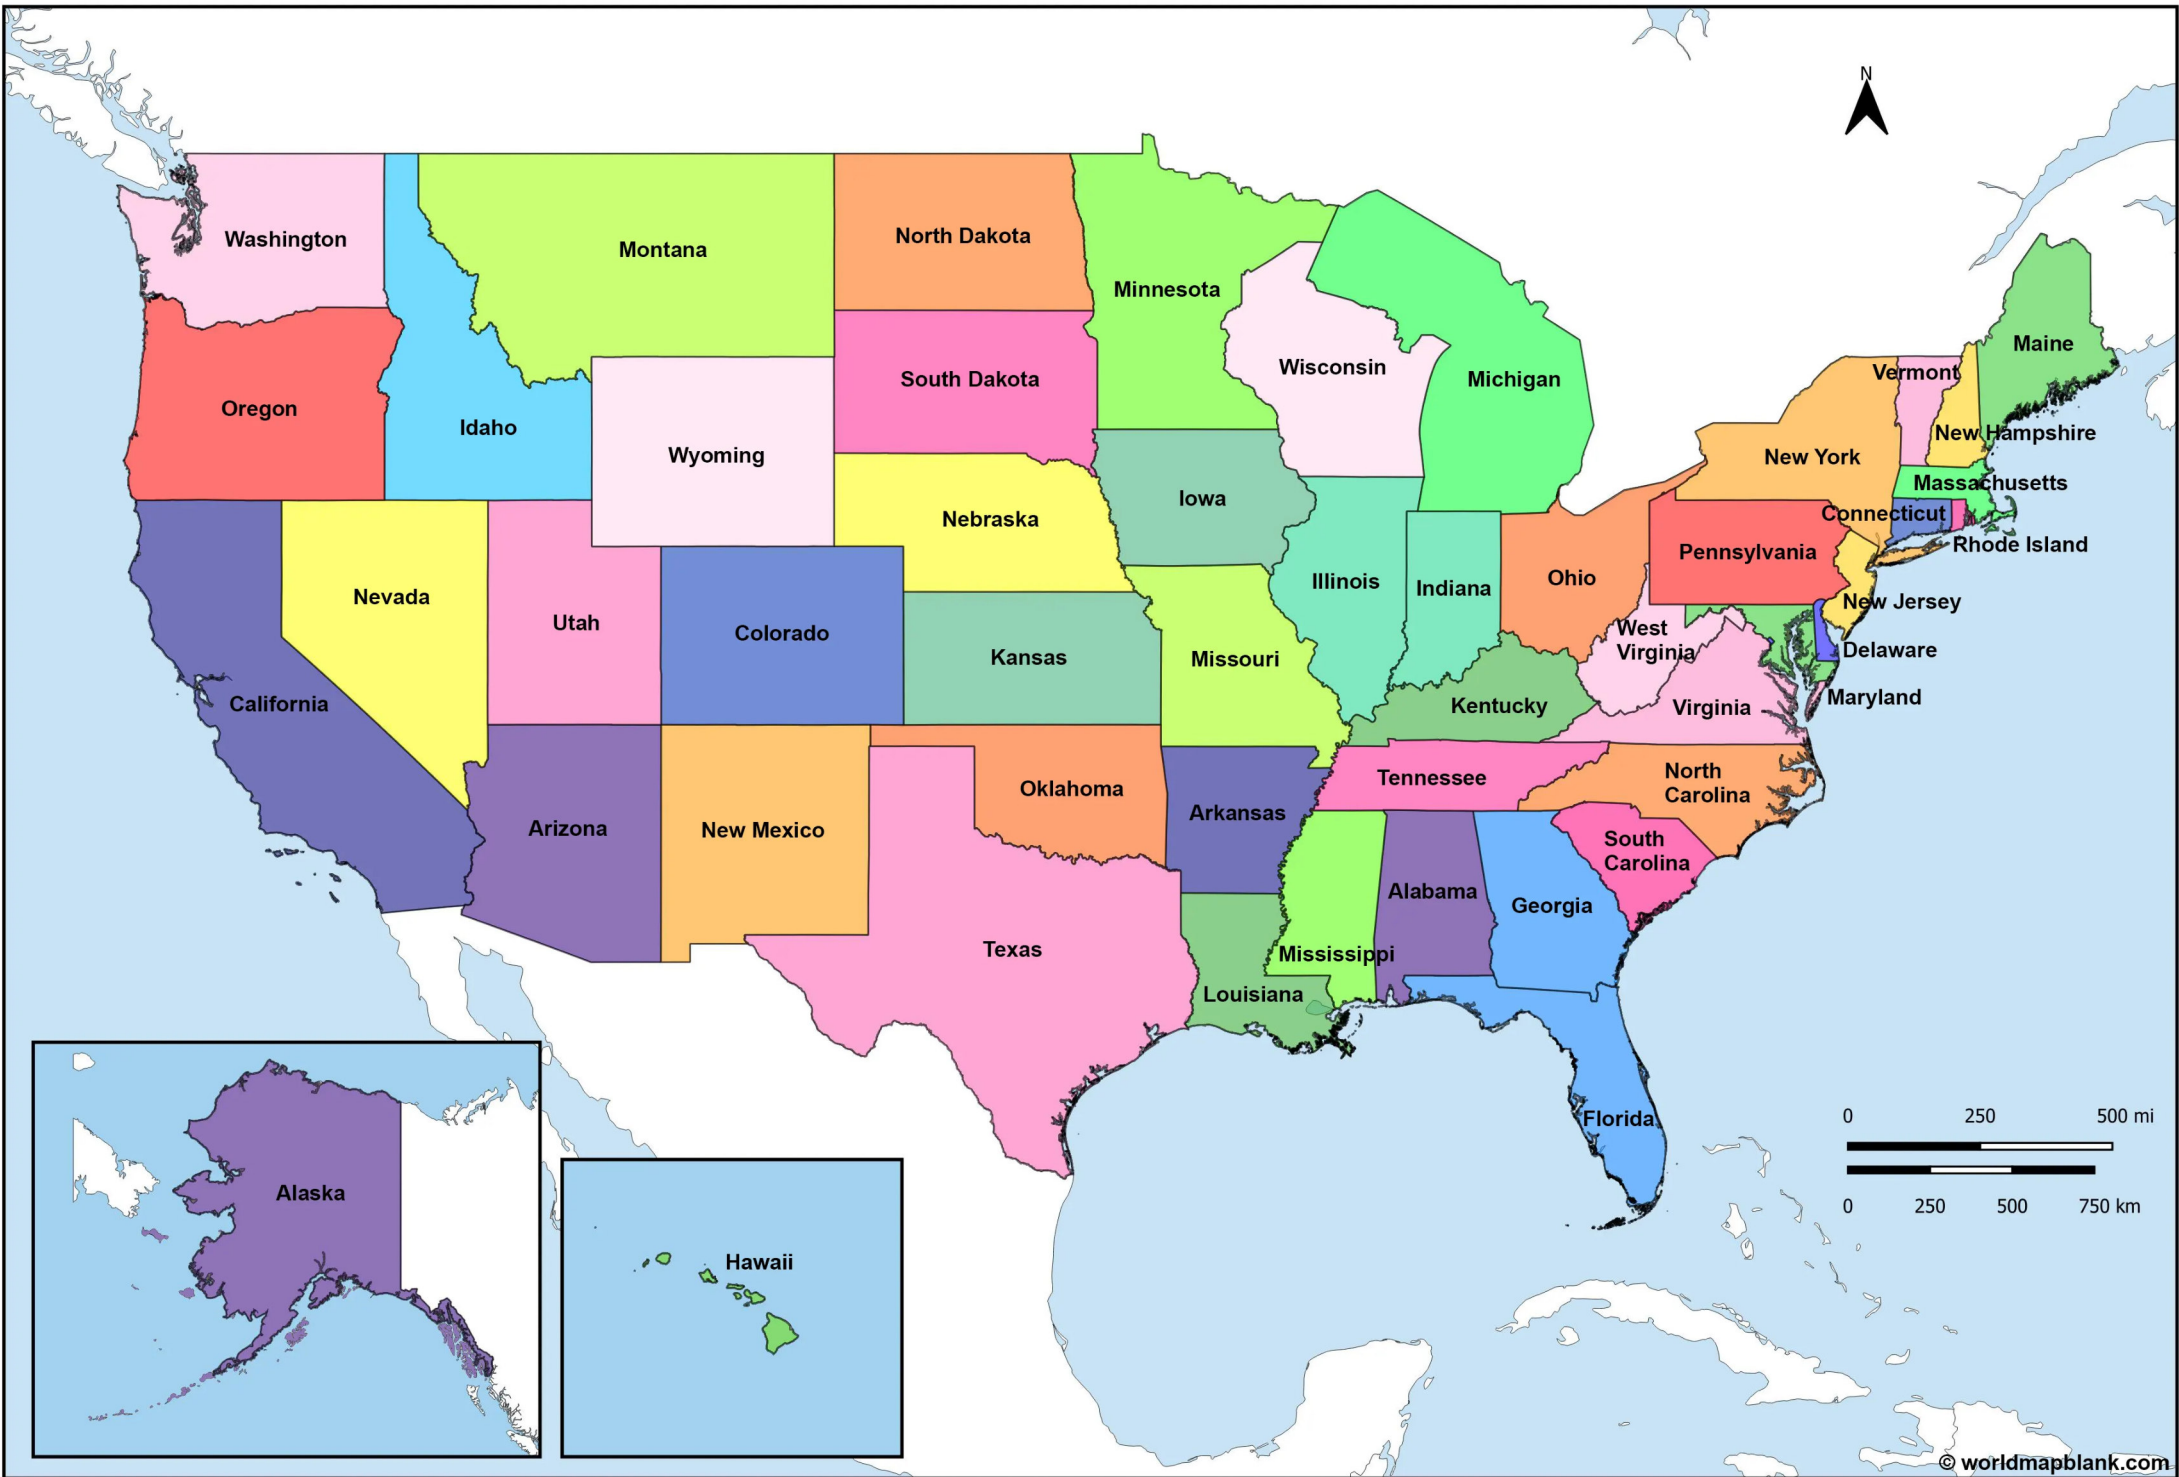 N
Washington
Montana
North Dakota
Minnesota
Maine
Oregon
Idaho
Wyoming
South Dakota
Wisconsin
Michigan
Vermont
New Hampshire
New York
Massachusetts
Connecticut
Rhode Island
Iowa
Nebraska
Pennsylvania
Nevada
Utah
Colorado
Kansas
Missouri
Illinois
Indiana
Ohio
New Jersey
West
Virginia
Delaware
Maryland
California
Kentucky
Virginia
Arizona
New Mexico
Oklahoma
Arkansas
Tennessee
North
Carolina
South
Carolina
Texas
Louisiana
Mississippi
Alabama
Georgia
Florida
0 250 500 mi
0 250 500 750 km
Alaska
Hawaii
© worldmapblank.com